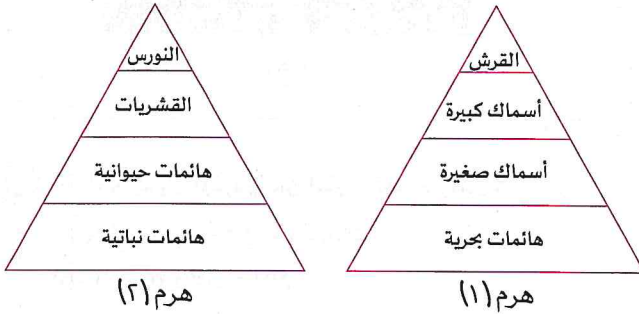 القرش
أسماك كبيرة
أسماك صغيرة
هائمات بحرية
هرم (١)
النورس
القشريات
هائمات حيوانية
هائمات نباتية
هرم (٢)